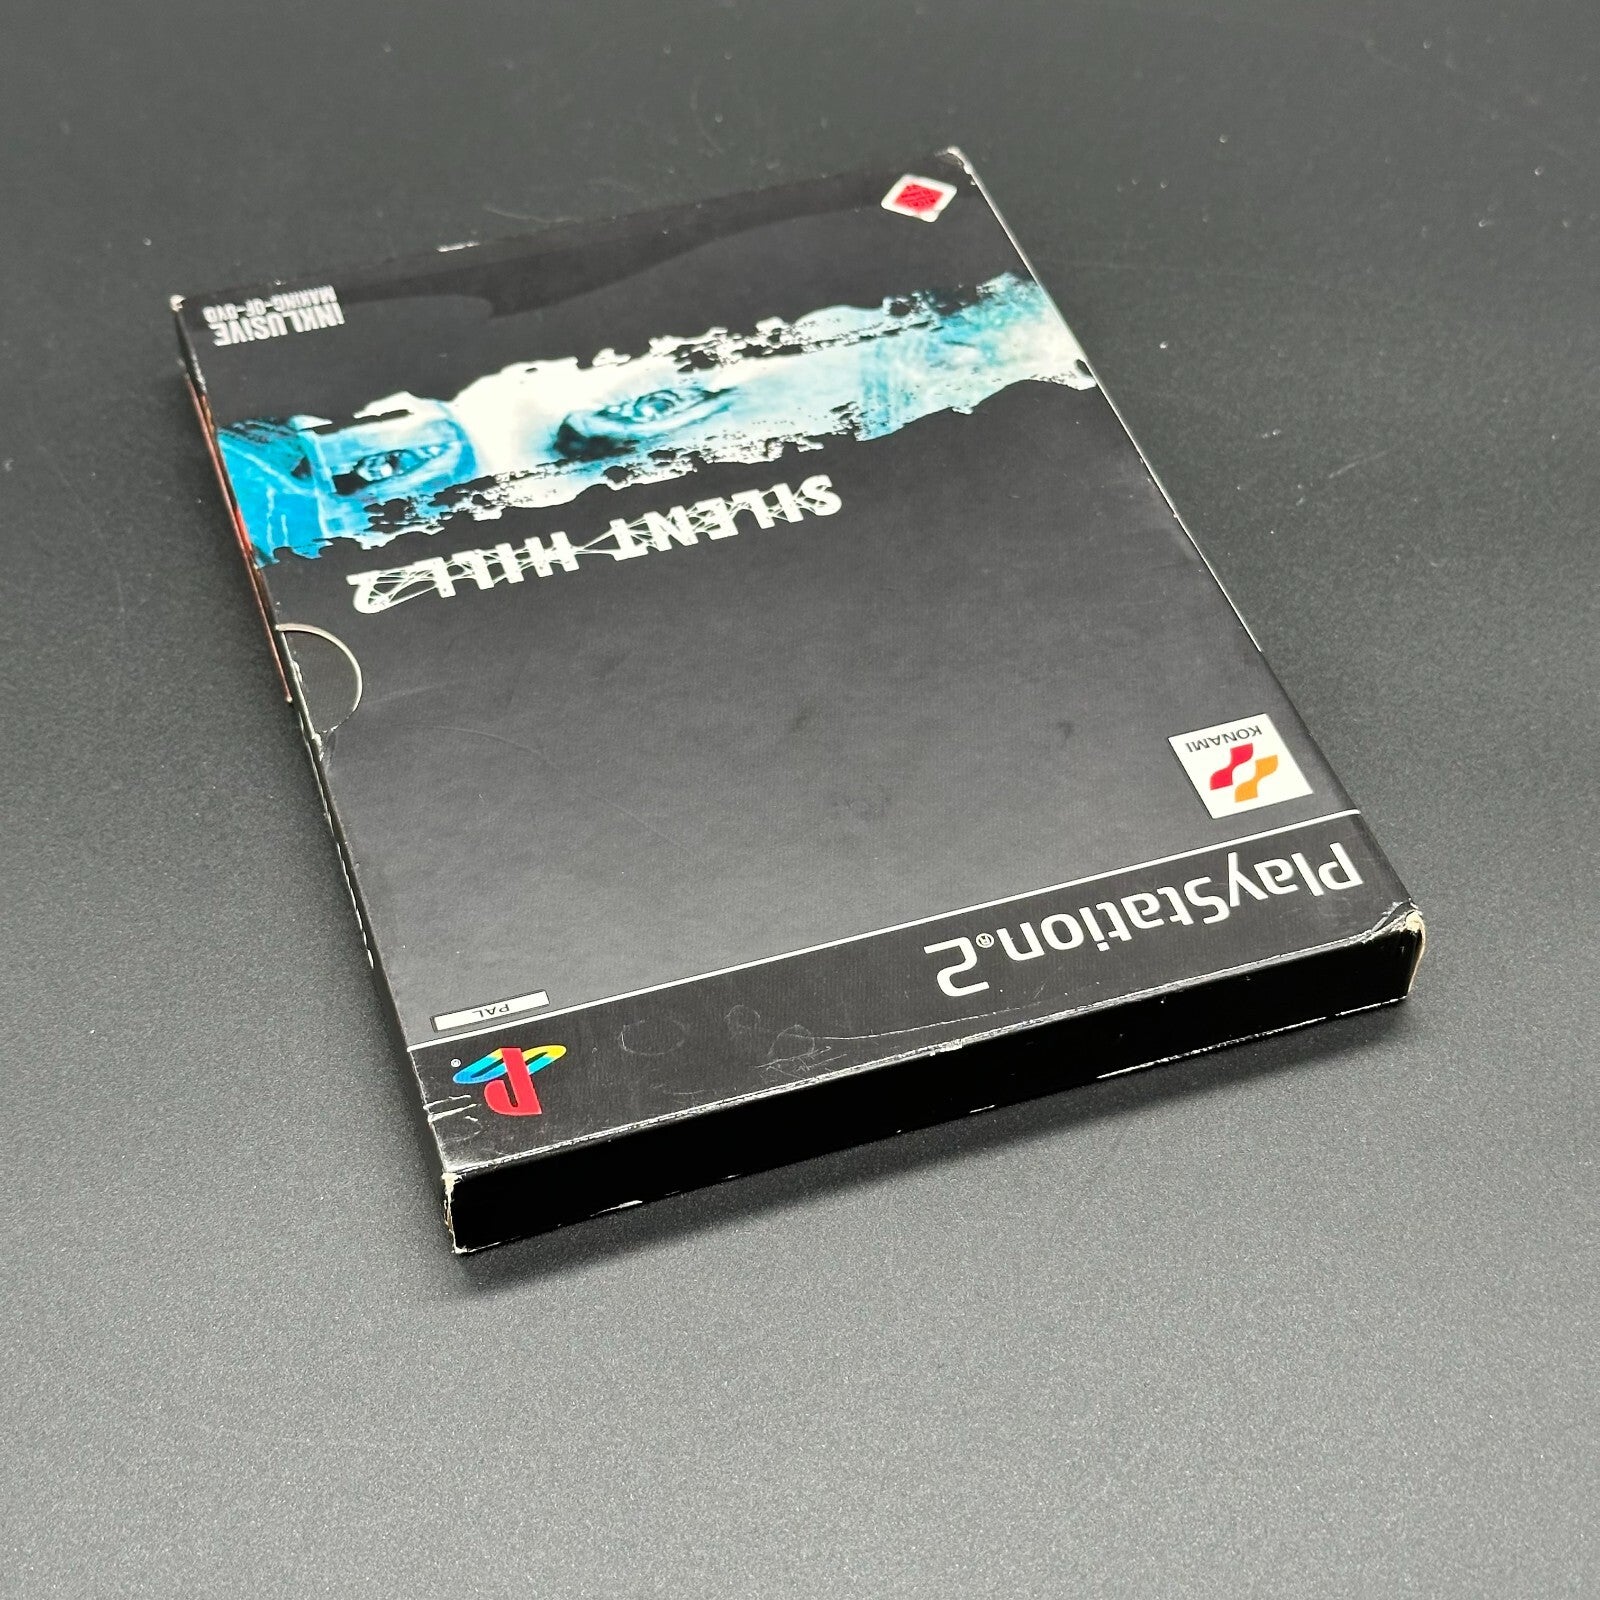 PlayStation®2
PAL
KONAMI
SILENT HILL 2
INKLUSIVE
MAKING-OF-DVD